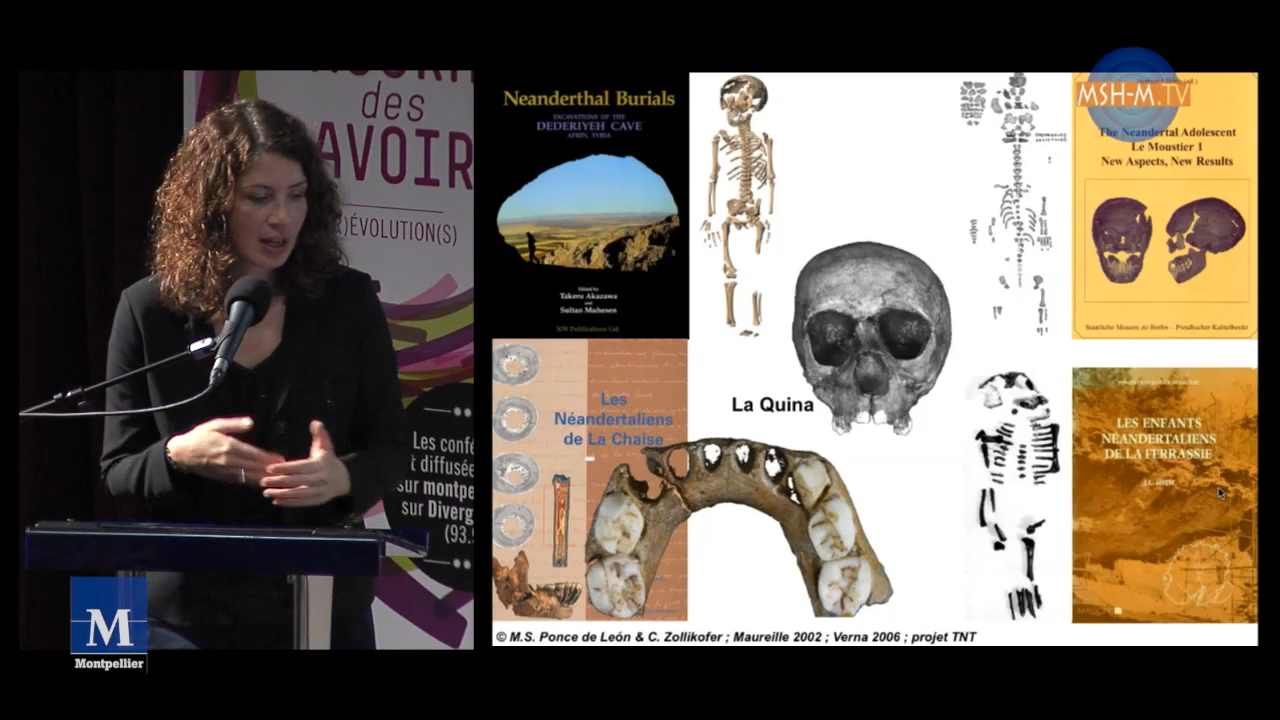 des
AVOIR
ÉVOLUTION(S)
Les confé
t diffusée
sur montpe
sur Diverg
(93.
M
Montpellier
Neanderthal Burials
EXCAVATIONS OF THE
DEDERIYEH CAVE
AFRIN, SYRIA
Edited by
Takeru Akazawa
and
Sultan Muhesen
KW Publications Ltd.
MSH-M.TV
The Neandertal Adolescent
Le Moustier 1
New Aspects, New Results
Staatliche Museen zu Berlin – Preußischer Kulturbesitz
La Quina
Les
Néandertaliens
de La Chaise
LES ENFANTS
NÉANDERTALIENS
DE LA FERRASSIE
© M.S. Ponce de León & C. Zollikofer ; Maureille 2002 ; Verna 2006 ; projet TNT